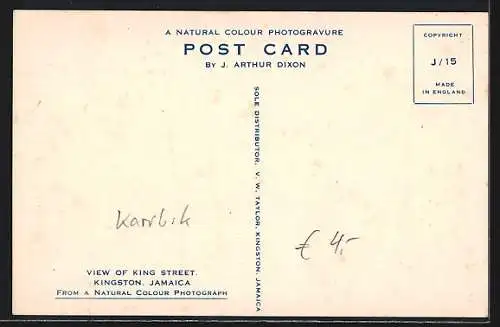 A NATURAL COLOUR PHOTOGRAVURE
POST CARD
BY J. ARTHUR DIXON
COPYRIGHT
J/15
MADE
IN ENGLAND
SOLE DISTRIBUTOR, V. W. TAYLOR, KINGSTON, JAMAICA
Karibik
€ 4,-
VIEW OF KING STREET,
KINGSTON, JAMAICA
FROM A NATURAL COLOUR PHOTOGRAPH